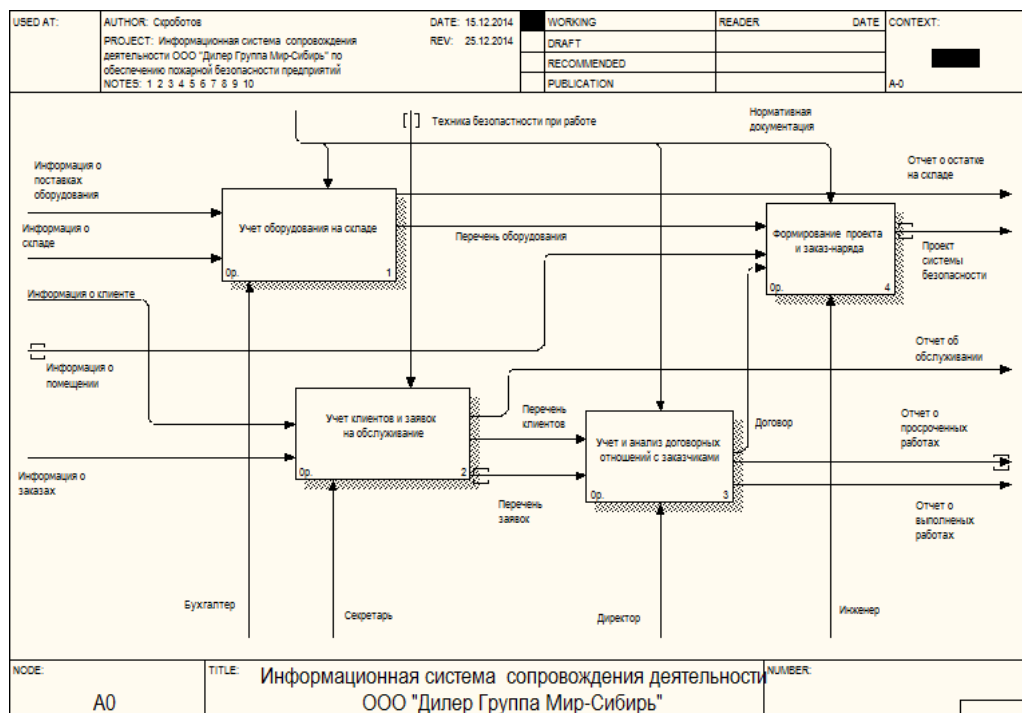 USED AT:
AUTHOR: Скроботов
DATE: 15.12.2014
REV: 25.12.2014
PROJECT: Информационная система сопровождения
деятельности ООО "Дилер Группа Мир-Сибирь" по
обеспечению пожарной безопасности предприятий
NOTES: 1 2 3 4 5 6 7 8 9 10
WORKING
DRAFT
RECOMMENDED
PUBLICATION
READER
DATE
CONTEXT:
A-0
Техника безопастности при работе
Нормативная
документация
Информация о
поставках
оборудования
Информация о
складе
Учет оборудования на складе
0р.
1
Перечень оборудования
Формирование проекта
и заказ-наряда
0р.
4
Отчет о остатке
на складе
Проект
системы
безопасности
Информация о клиенте
Информация о
помещении
Отчет об
обслуживании
Учет клиентов и заявок
на обслуживание
0р.
2
Перечень
клиентов
Учет и анализ договорных
отношений с заказчиками
0р.
3
Договор
Отчет о
просроченных
работах
Информация о
заказах
Перечень
заявок
Отчет о
выполненых
работах
Бухгалтер
Секретарь
Директор
Инженер
NODE:
A0
TITLE:
Информационная система сопровождения деятельности
ООО "Дилер Группа Мир-Сибирь"
NUMBER: